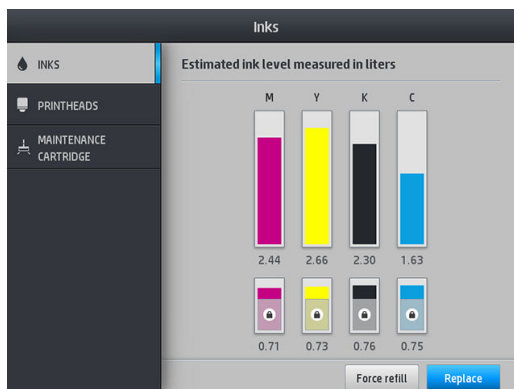 Inks
INKS
PRINTHEADS
MAINTENANCE
CARTRIDGE
Estimated ink level measured in liters
M Y K C
2.44 2.66 2.30 1.63
0.71 0.73 0.76 0.75
Force refill Replace